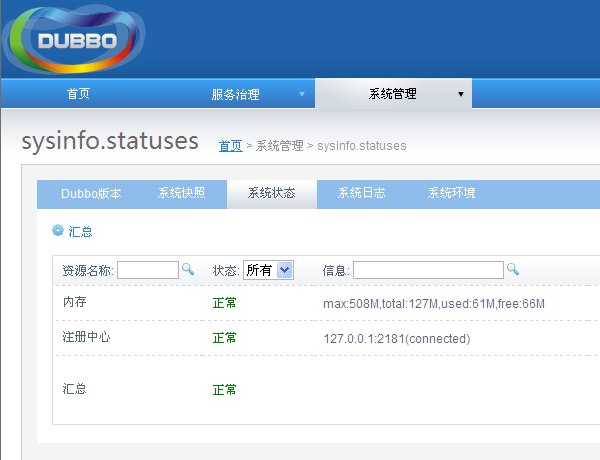 DUBBO
首页 服务治理 系统管理
sysinfo.statuses 首页 > 系统管理 > sysinfo.statuses
Dubbo版本 系统快照 系统状态 系统日志 系统环境
汇总
资源名称: 状态: 所有 信息:
内存 正常 max:508M,total:127M,used:61M,free:66M
注册中心 正常 127.0.0.1:2181(connected)
汇总 正常